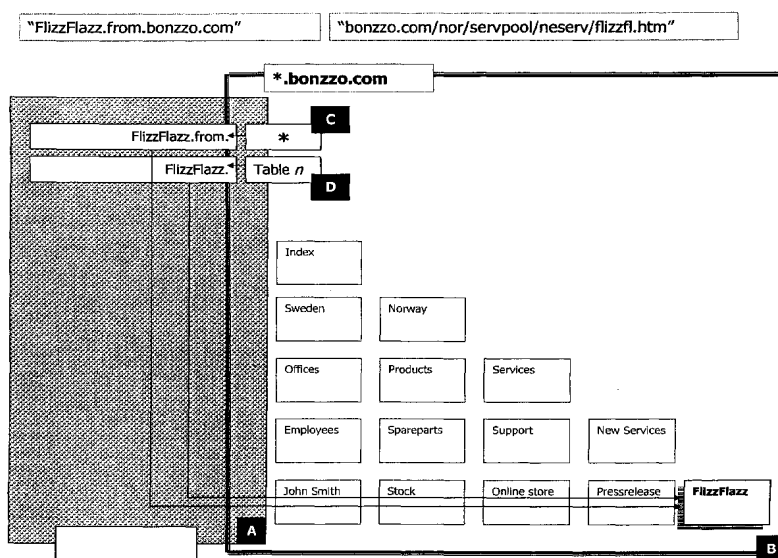 "FlizzFlazz.from.bonzzo.com" "bonzzo.com/nor/servpool/neserv/flizzfl.htm"
*.bonzzo.com
C
FlizzFlazz.from. *
FlizzFlazz. Table n
D
Index
Sweden Norway
Offices Products Services
Employees Spareparts Support New Services
John Smith Stock Online store Pressrelease FlizzFlazz
A
B